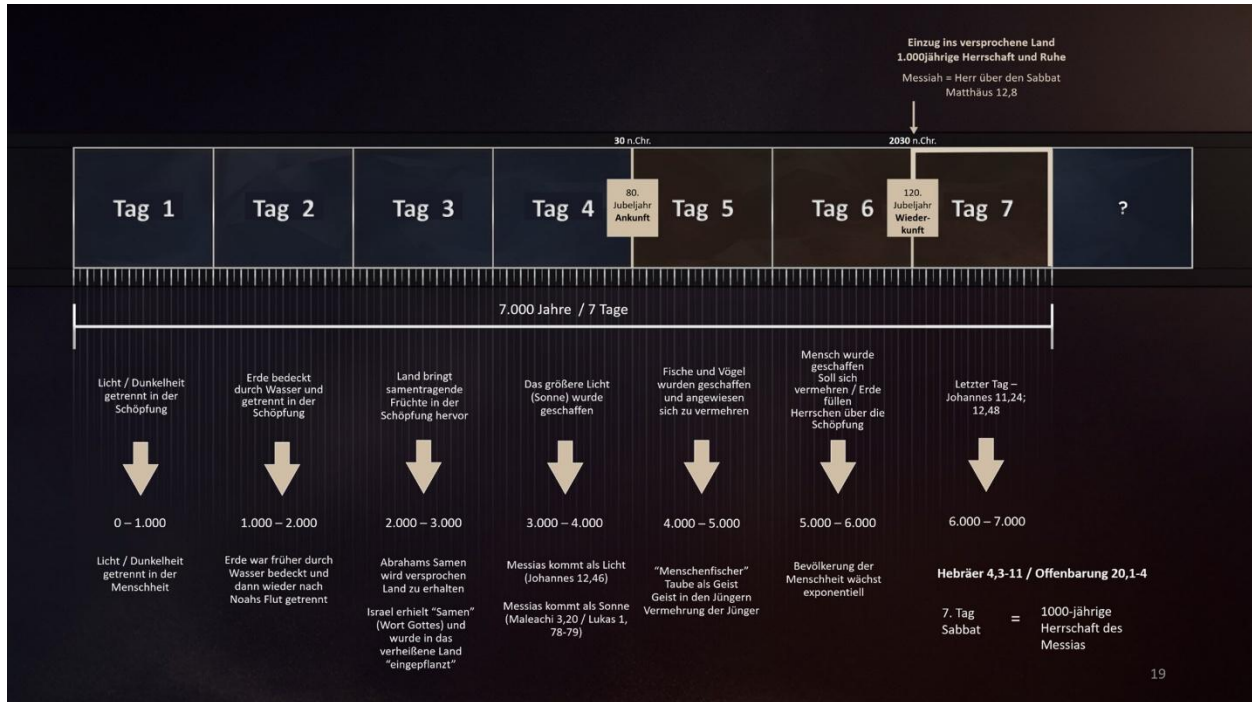 Einzug ins versprochene Land
1.000jährige Herrschaft und Ruhe
Messiah = Herr über den Sabbat
Matthäus 12,8
30 n.Chr.
2030 n.Chr.
Tag 1
Tag 2
Tag 3
Tag 4
80.
Jubeljahr
Ankunft
Tag 5
Tag 6
120.
Jubeljahr
Wieder-
kunft
Tag 7
?
7.000 Jahre / 7 Tage
Licht / Dunkelheit
getrennt in der
Schöpfung
Erde bedeckt
durch Wasser und
getrennt in der
Schöpfung
Land bringt
samentragende
Früchte in der
Schöpfung hervor
Das größere Licht
(Sonne) wurde
geschaffen
Fische und Vögel
wurden geschaffen
und angewiesen
sich zu vermehren
Mensch wurde
geschaffen
Soll sich
vermehren / Erde
füllen
Herrschen über die
Schöpfung
Letzter Tag –
Johannes 11,24;
12,48
0 – 1.000
1.000 – 2.000
2.000 – 3.000
3.000 – 4.000
4.000 – 5.000
5.000 – 6.000
6.000 – 7.000
Licht / Dunkelheit
getrennt in der
Menschheit
Erde war früher durch
Wasser bedeckt und
dann wieder nach
Noahs Flut getrennt
Abrahams Samen
wird versprochen
Land zu erhalten
Israel erhielt "Samen"
(Wort Gottes) und
wurde in das
verheißene Land
"eingepflanzt"
Messias kommt als Licht
(Johannes 12,46)
Messias kommt als Sonne
(Maleachi 3,20 / Lukas 1,
78-79)
"Menschenfischer"
Taube als Geist
Geist in den Jüngern
Vermehrung der Jünger
Bevölkerung der
Menschheit wächst
exponentiell
Hebräer 4,3-11 / Offenbarung 20,1-4
7. Tag
Sabbat
=
1000-jährige
Herrschaft des
Messias
19